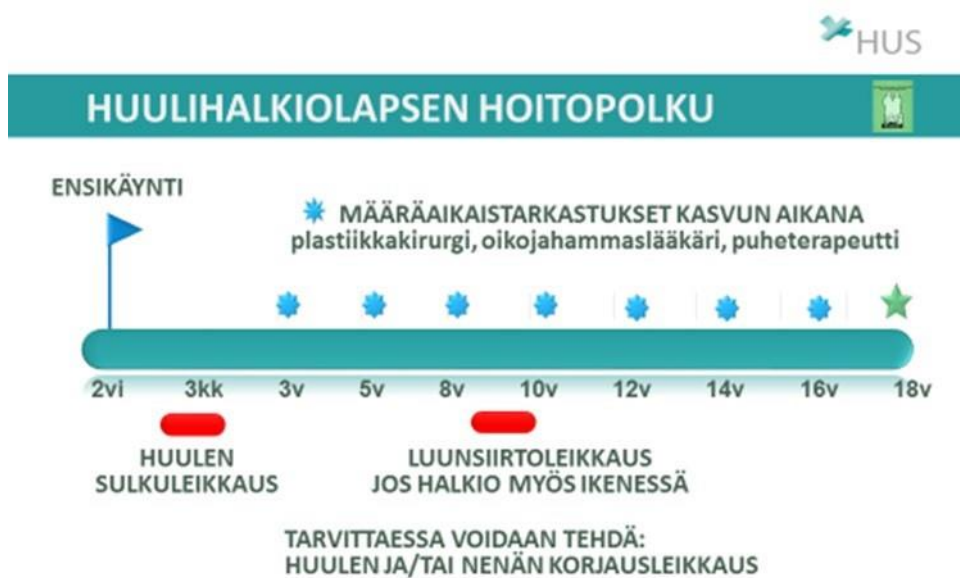 HUS
HUULIHALKIOLAPSEN HOITOPOLKU
ENSIKÄYNTI
MÄÄRÄAIKAISTARKASTUKSET KASVUN AIKANA
plastiikkakirurgi, oikojahammaslääkäri, puheterapeutti
2vi 3kk 3v 5v 8v 10v 12v 14v 16v 18v
HUULEN
SULKULEIKKAUS
LUUNSIIRTOLEIKKAUS
JOS HALKIO MYÖS IKENESSÄ
TARVITTAESSA VOIDAAN TEHDÄ:
HUULEN JA/TAI NENÄN KORJAUSLEIKKAUS